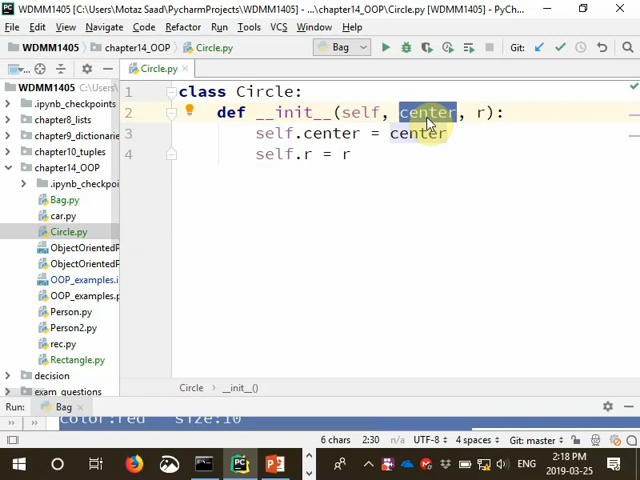 WDMM1405 [C:\Users\Motaz Saad\PycharmProjects\WDMM1405] - ...\chapter14_OOP\Circle.py - PyCh...
File Edit View Navigate Code Refactor Run Tools VCS Window Help
WDMM1405 chapter14_OOP Circle.py Bag Git:
Circle.py
WDMM1405
.ipynb_checkpoints
chapter8_lists
chapter9_dictionarie
chapter10_tuples
chapter14_OOP
.ipynb_checkpoi
Bag.py
car.py
Circle.py
ObjectOrientedP
ObjectOrientedP
OOP_examples.i
OOP_examples.p
Person.py
Person2.py
rec.py
Rectangle.py
decision
exam_questions
1 class Circle:
2 def __init__(self, center, r):
3 self.center = center
4 self.r = r
Circle > __init__()
Run: Bag
color:red size:10
6 chars 2:30 n/a UTF-8 4 spaces Git: master
ENG 2:18 PM 2019-03-25